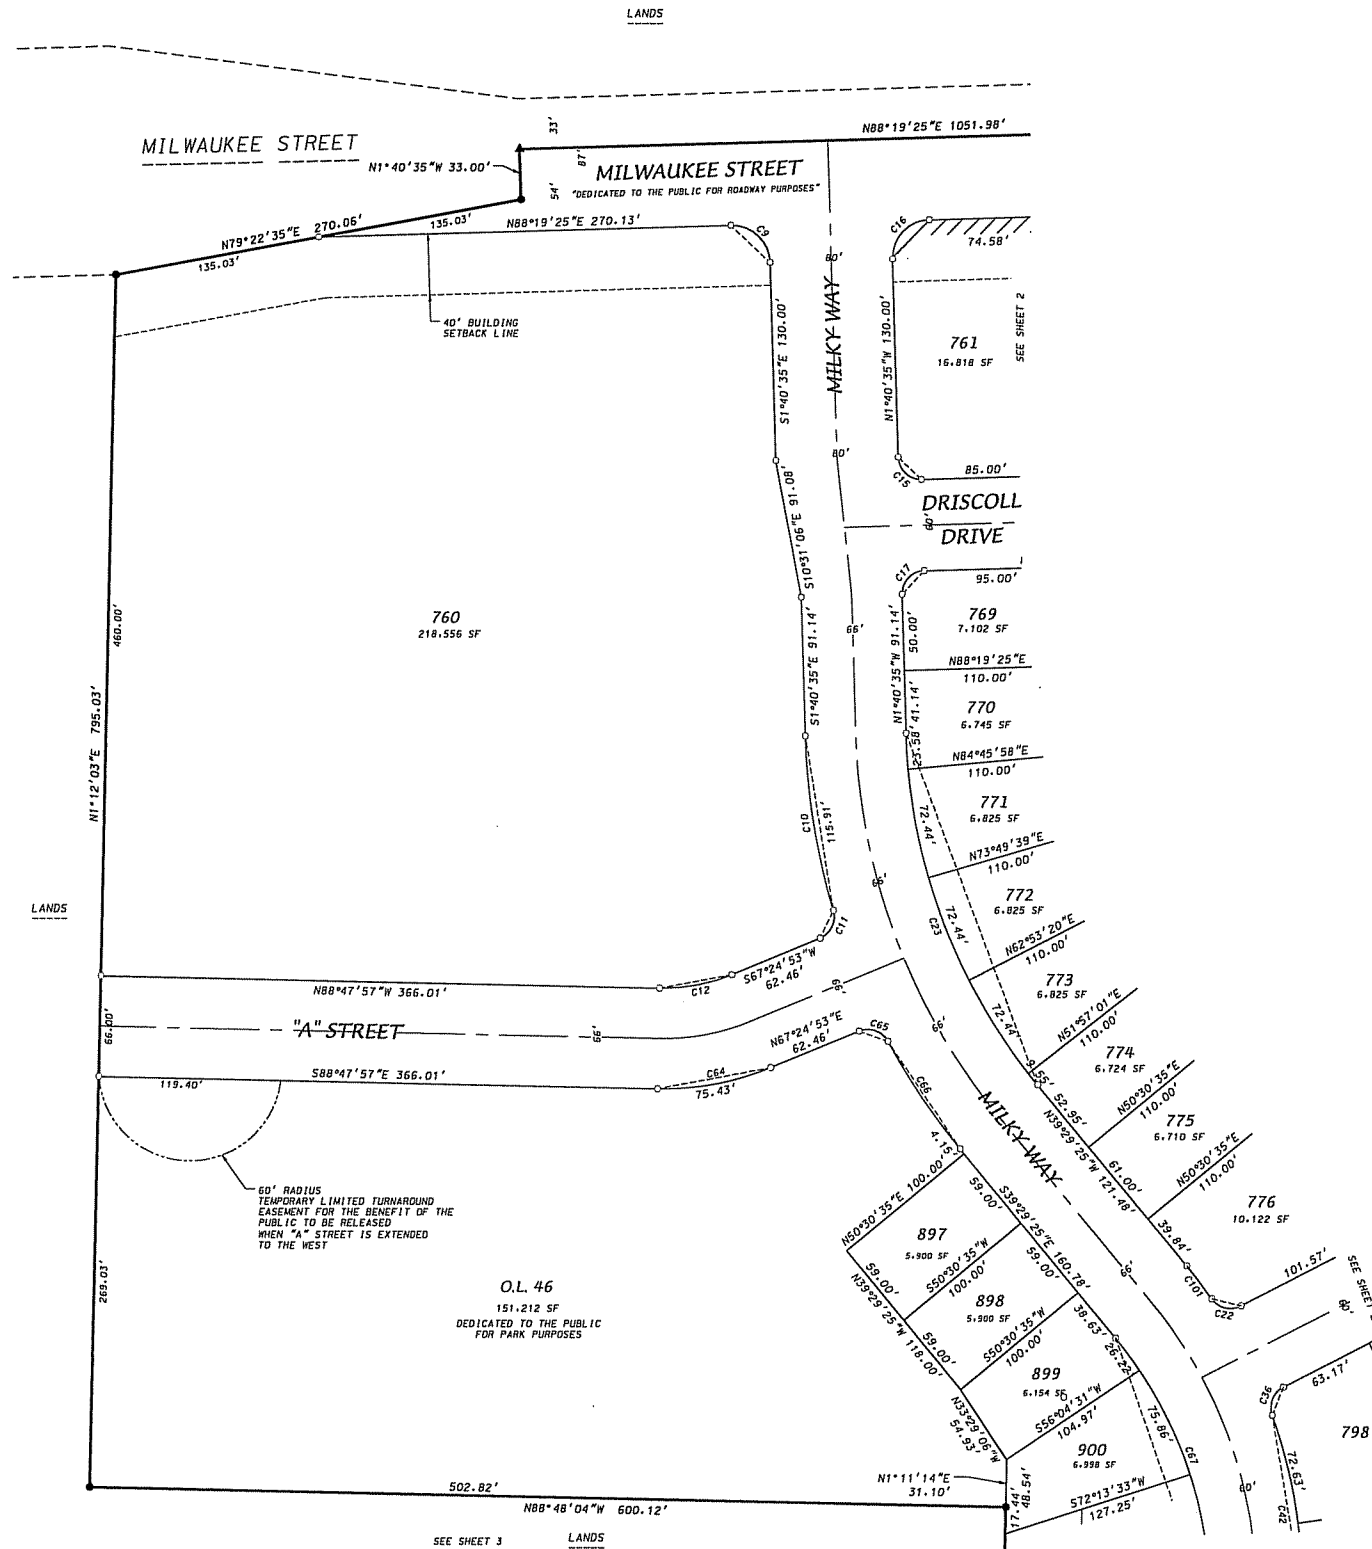 LANDS
MILWAUKEE STREET
N1°40'35"W 33.00'
33'
87'
54'
N88°19'25"E 1051.98'
MILWAUKEE STREET
"DEDICATED TO THE PUBLIC FOR ROADWAY PURPOSES"
N79°22'35"E 270.06'
135.03'
135.03'
N88°19'25"E 270.13'
C9
C16
74.58'
80'
40' BUILDING
SETBACK LINE
S1°40'35"E 130.00'
MILKY WAY
N1°40'35"W 130.00'
761
16,818 SF
SEE SHEET 2
80'
C15
85.00'
DRISCOLL
DRIVE
60'
S10°31'06"E 91.08'
C17
95.00'
460.00'
760
218,556 SF
66'
S1°40'35"E 91.14'
N1°40'35"W 91.14'
50.00'
769
7,102 SF
N88°19'25"E
110.00'
N1°12'03"E 795.03'
41.14'
23.58'
770
6,745 SF
N84°45'58"E
110.00'
C10
115.91'
72.44'
771
6,825 SF
N73°49'39"E
110.00'
66'
LANDS
C11
C23
72.44'
772
6,825 SF
N62°53'20"E
110.00'
N88°47'57"W 366.01'
C12
S67°24'53"W
62.46'
66'
773
6,825 SF
72.44'
N51°57'01"E
110.00'
66.00'
"A" STREET
66'
66'
N67°24'53"E
62.46'
C65
119.40'
S88°47'57"E 366.01'
C64
75.43'
C66
9.55'
774
6,724 SF
N50°30'35"E
110.00'
52.95'
N39°29'25"W 121.48'
MILKY WAY
775
6,710 SF
61.00'
N50°30'35"E
110.00'
4.15'
60' RADIUS
TEMPORARY LIMITED TURNAROUND
EASEMENT FOR THE BENEFIT OF THE
PUBLIC TO BE RELEASED
WHEN "A" STREET IS EXTENDED
TO THE WEST
N50°30'35"E 100.00'
59.00'
S39°29'25"E 160.78'
776
10,122 SF
39.84'
897
5,900 SF
S50°30'35"W
100.00'
59.00'
66'
C101
C22
101.57'
SEE SHEET
60'
269.03'
O.L. 46
151,212 SF
DEDICATED TO THE PUBLIC
FOR PARK PURPOSES
59.00'
N39°29'25"W 118.00'
898
5,900 SF
S50°30'35"W
100.00'
38.63'
59.00'
899
6,154 SF
26.22'
S56°04'31"W
104.97'
N33°29'06"W
54.93'
C36
63.17'
75.86'
C67
798
900
6,998 SF
72.63'
N1°11'14"E
31.10'
17.44'
48.54'
S72°13'33"W
127.25'
60'
C42
502.82'
N88°48'04"W 600.12'
SEE SHEET 3
LANDS